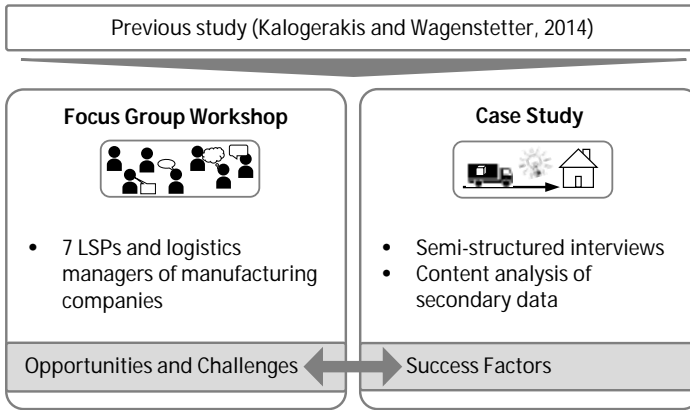 Previous study (Kalogerakis and Wagenstetter, 2014)
Focus Group Workshop
• 7 LSPs and logistics
managers of manufacturing
companies
Opportunities and Challenges
Case Study
• Semi-structured interviews
• Content analysis of
secondary data
Success Factors